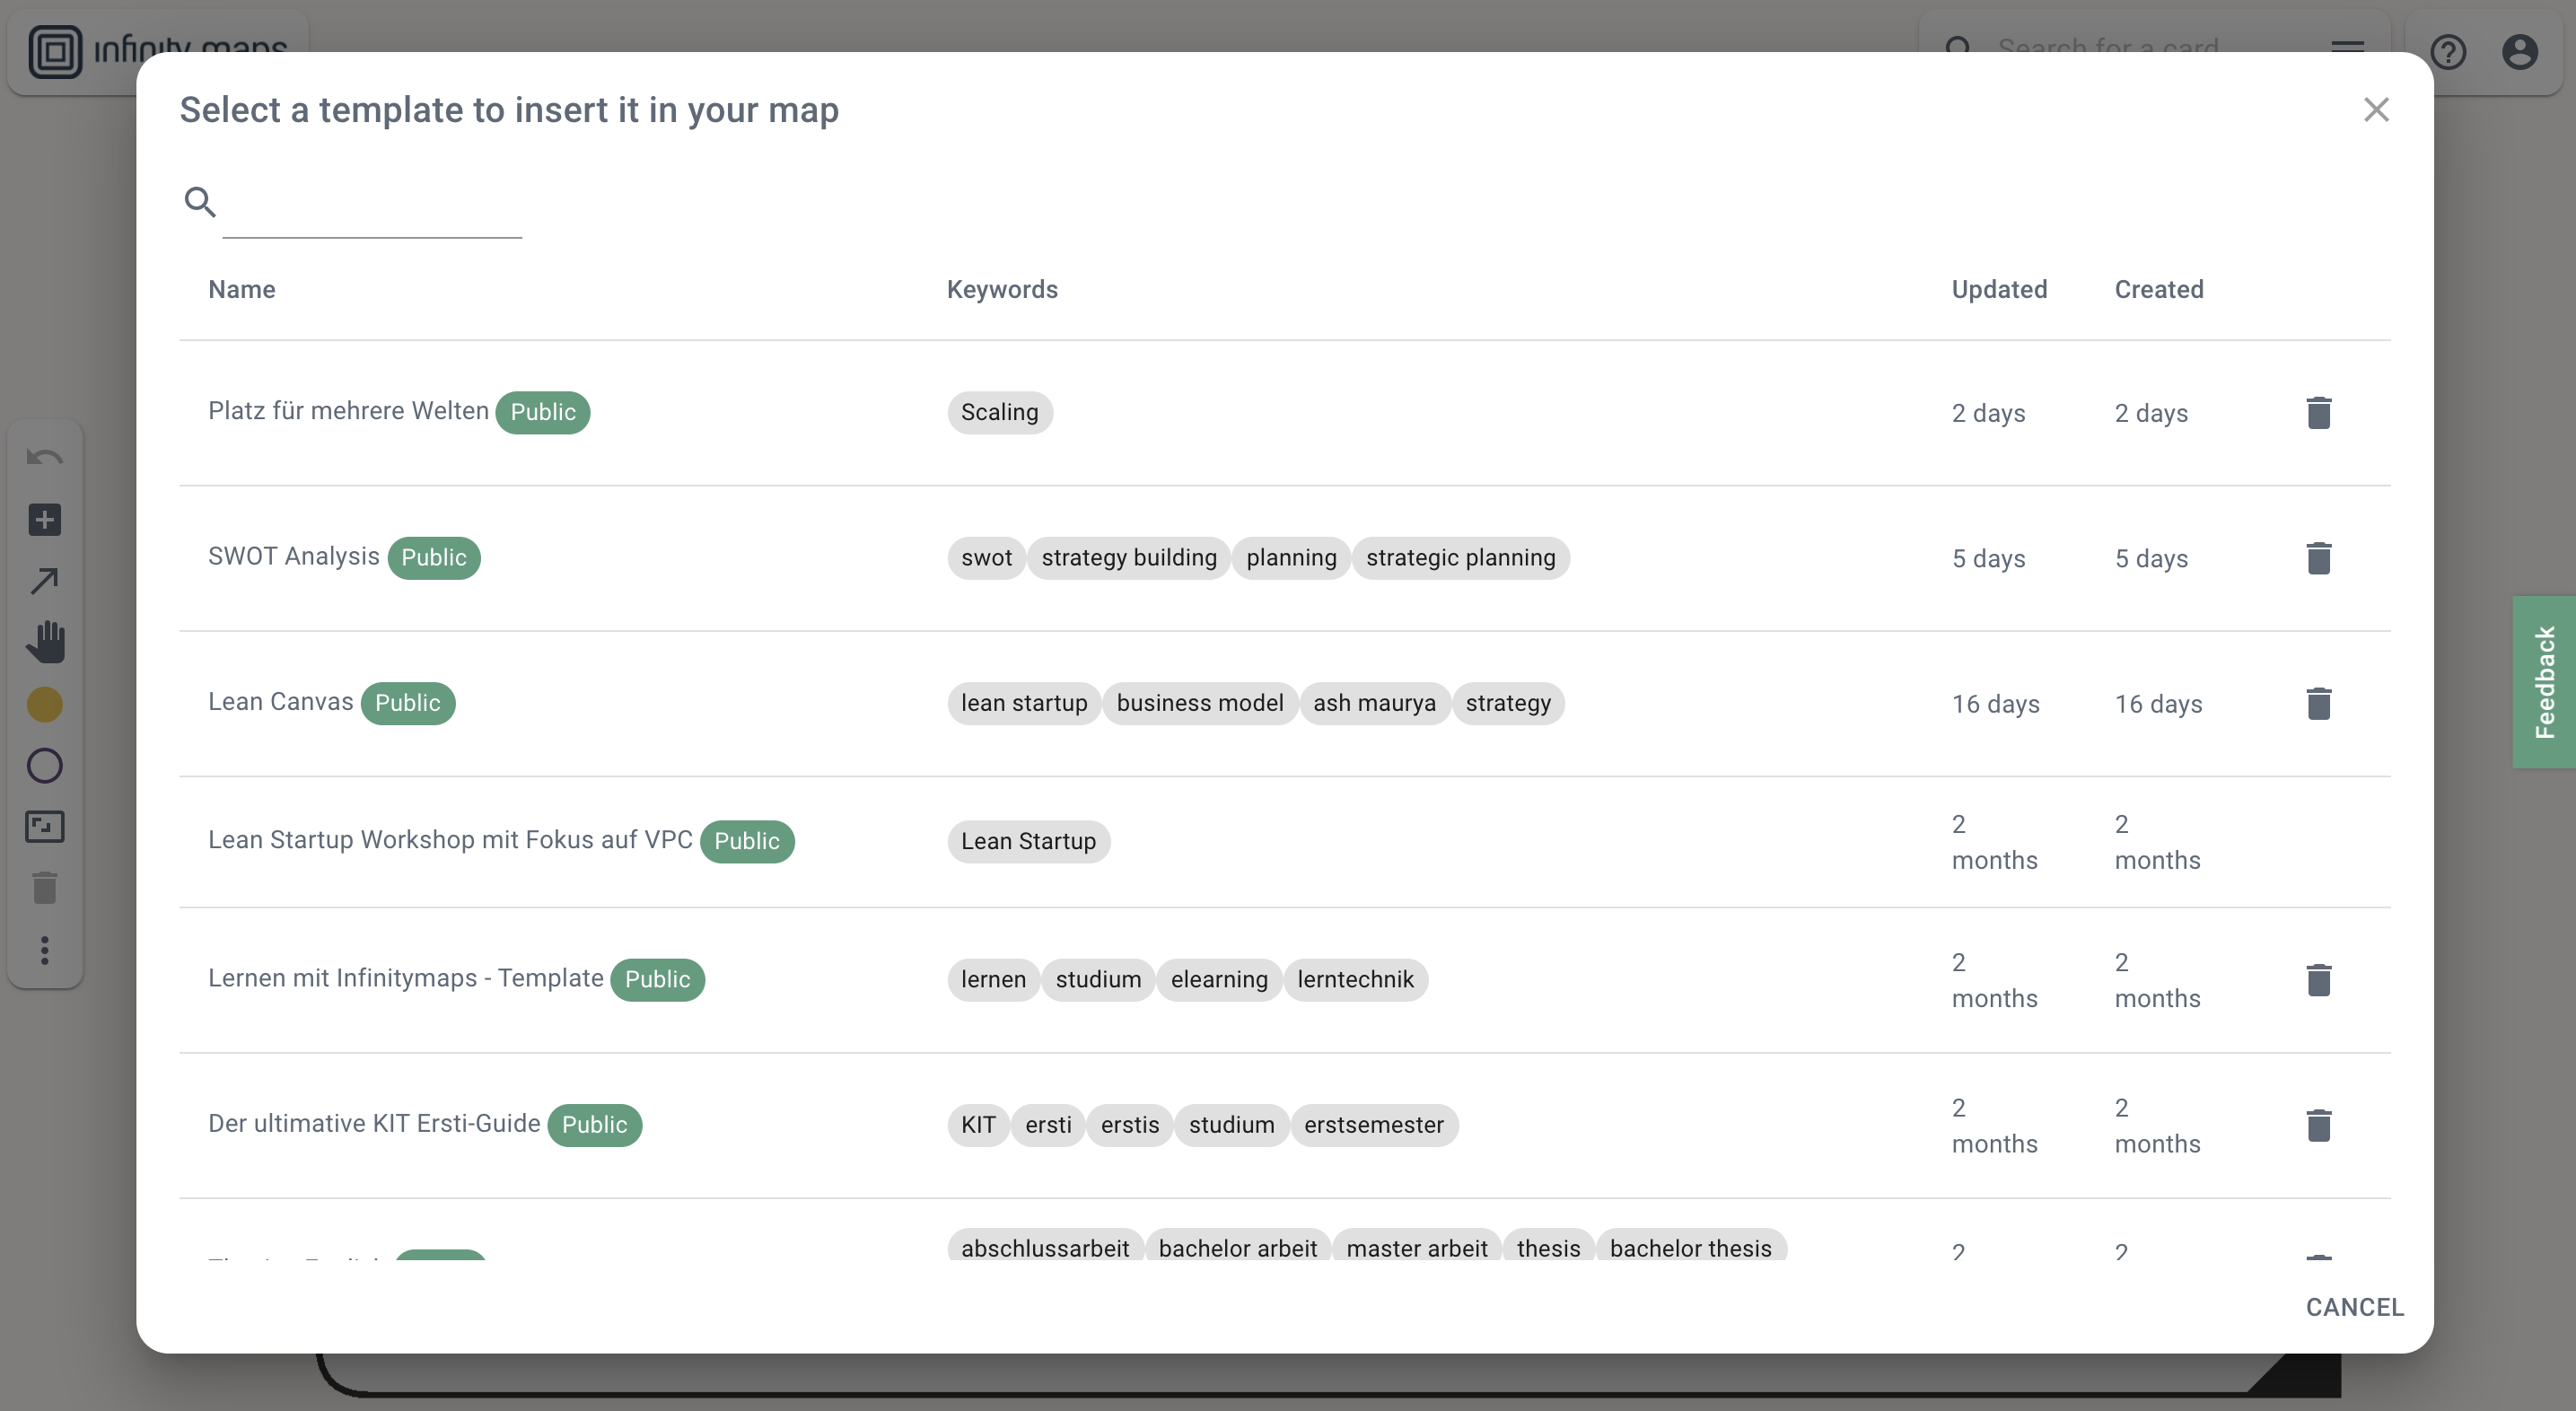 infinity maps
Search for a card
Select a template to insert it in your map
Name Keywords Updated Created
Platz für mehrere Welten Public Scaling 2 days 2 days
SWOT Analysis Public swot strategy building planning strategic planning 5 days 5 days
Lean Canvas Public lean startup business model ash maurya strategy 16 days 16 days
Lean Startup Workshop mit Fokus auf VPC Public Lean Startup 2 months 2 months
Lernen mit Infinitymaps - Template Public lernen studium elearning lerntechnik 2 months 2 months
Der ultimative KIT Ersti-Guide Public KIT ersti erstis studium erstsemester 2 months 2 months
abschlussarbeit bachelor arbeit master arbeit thesis bachelor thesis 2 2
CANCEL
Feedback